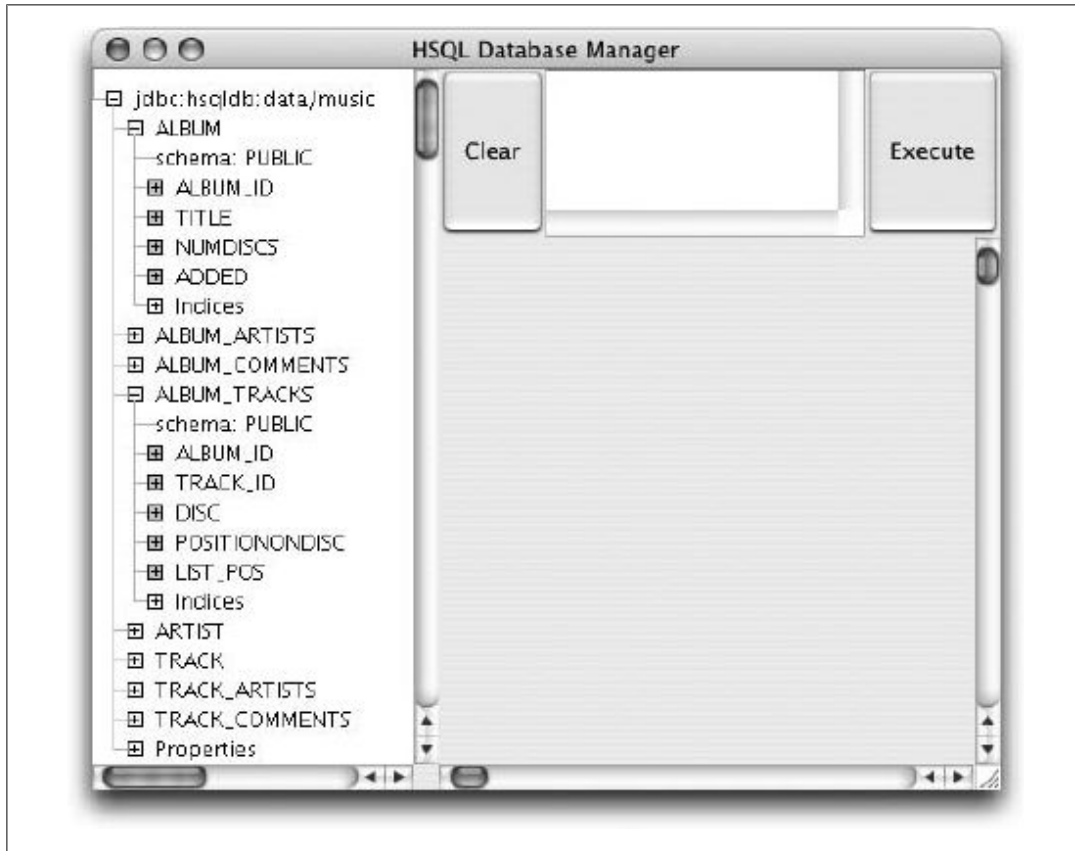 HSQL Database Manager
jdbc:hsqldb:data/music
ALBUM
schema: PUBLIC
ALBUM_ID
TITLE
NUMDISCS
ADDED
Indices
ALBUM_ARTISTS
ALBUM_COMMENTS
ALBUM_TRACKS
schema: PUBLIC
ALBUM_ID
TRACK_ID
DISC
POSITIONONDISC
LIST_POS
Indices
ARTIST
TRACK
TRACK_ARTISTS
TRACK_COMMENTS
Properties
Clear
Execute